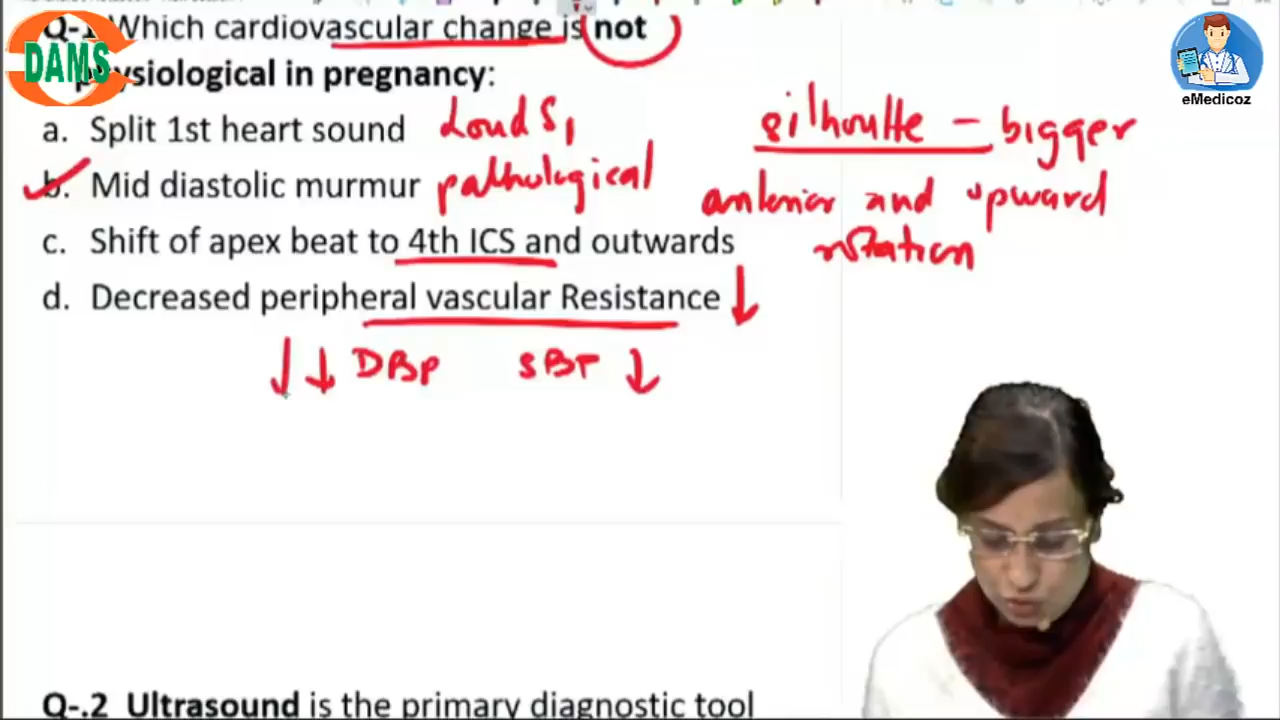 Q-1 Which cardiovascular change is not
physiological in pregnancy:
DAMS
eMedicoz
a. Split 1st heart sound Loud S1
b. Mid diastolic murmur pathological
c. Shift of apex beat to 4th ICS and outwards
d. Decreased peripheral vascular Resistance ↓
silhoutte - bigger
anterior and upward
rotation
↓ ↓ DBP SBP ↓
Q-.2 Ultrasound is the primary diagnostic tool